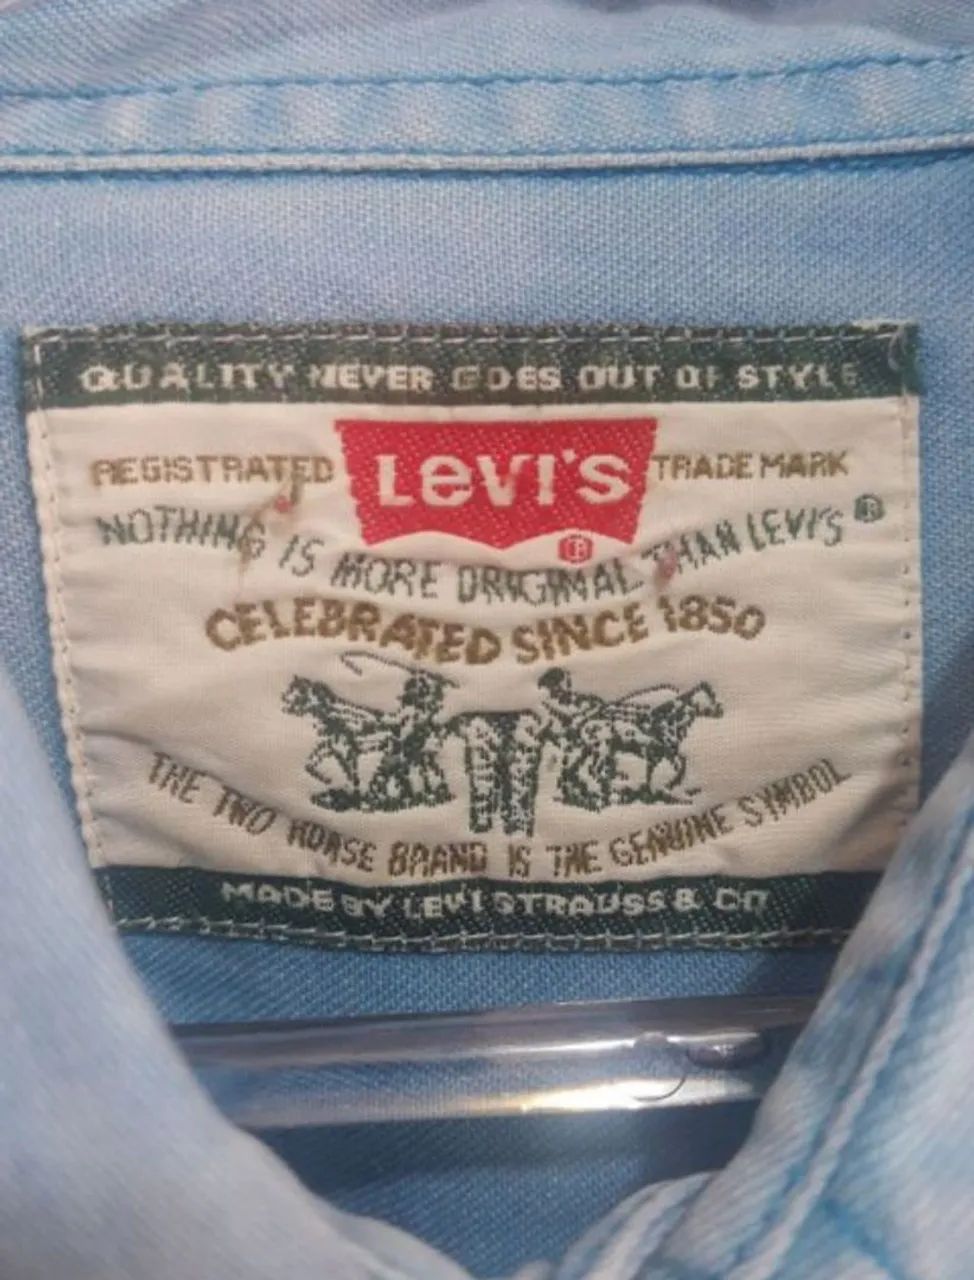 QUALITY NEVER GOES OUT OF STYLE
REGISTRATED LEVI'S TRADE MARK
®
NOTHING IS MORE ORIGINAL THAN LEVI'S ®
CELEBRATED SINCE 1850
THE TWO HORSE BRAND IS THE GENUINE SYMBOL
MADE BY LEVI STRAUSS & CO